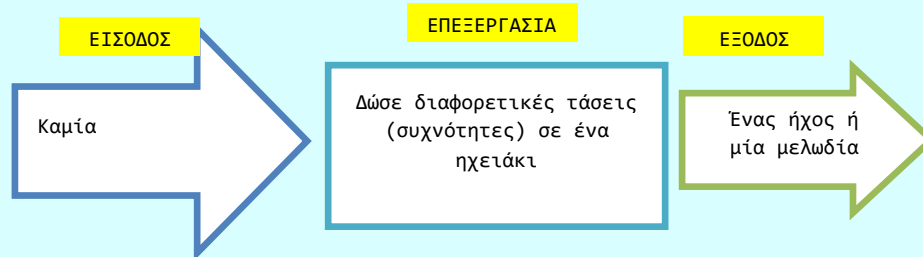 ΕΙΣΟΔΟΣ
ΕΠΕΞΕΡΓΑΣΙΑ
ΕΞΟΔΟΣ
Καμία
Δώσε διαφορετικές τάσεις
(συχνότητες) σε ένα
ηχειάκι
Ένας ήχος ή
μία μελωδία